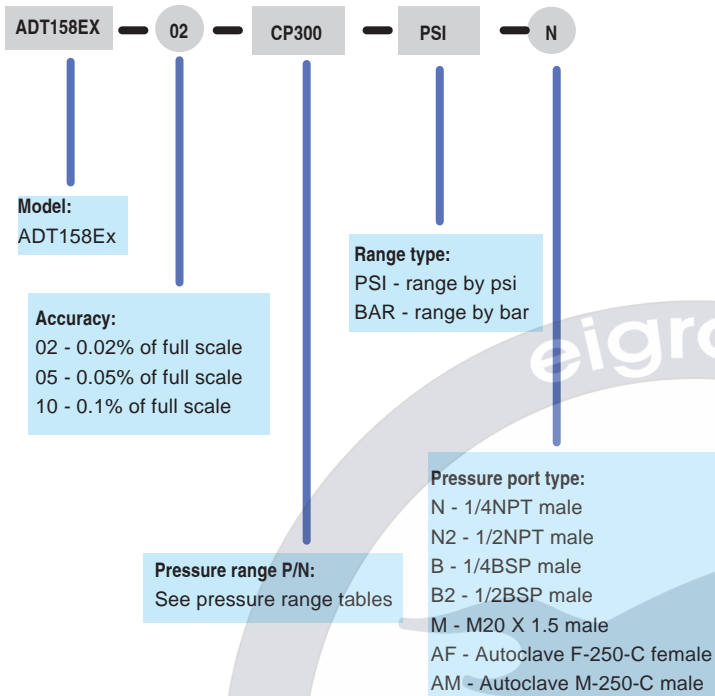 ADT158EX 02 CP300 PSI N
Model:
ADT158Ex
Range type:
PSI - range by psi
BAR - range by bar
Accuracy:
02 - 0.02% of full scale
05 - 0.05% of full scale
10 - 0.1% of full scale
Pressure port type:
N - 1/4NPT male
N2 - 1/2NPT male
B - 1/4BSP male
B2 - 1/2BSP male
M - M20 X 1.5 male
AF - Autoclave F-250-C female
AM - Autoclave M-250-C male
Pressure range P/N:
See pressure range tables